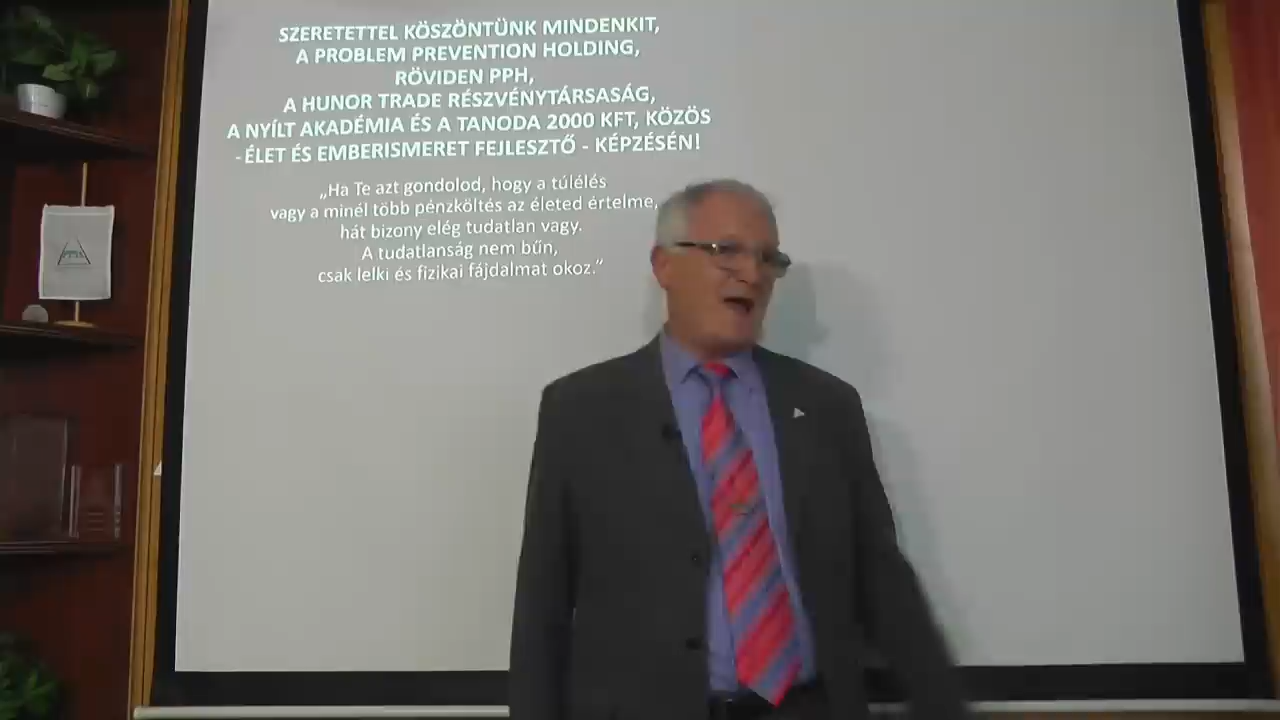 SZERETETTEL KÖSZÖNTÜNK MINDENKIT,
A PROBLEM PREVENTION HOLDING,
RÖVIDEN PPH,
A HUNOR TRADE RÉSZVÉNYTÁRSASÁG,
A NYÍLT AKADÉMIA ÉS A TANODA 2000 KFT, KÖZÖS
- ÉLET ÉS EMBERISMERET FEJLESZTŐ - KÉPZÉSÉN!
„Ha Te azt gondolod, hogy a túlélés
vagy a minél több pénzköltés az életed értelme,
hát bizony elég tudatlan vagy.
A tudatlanság nem bűn,
csak lelki és fizikai fájdalmat okoz.”